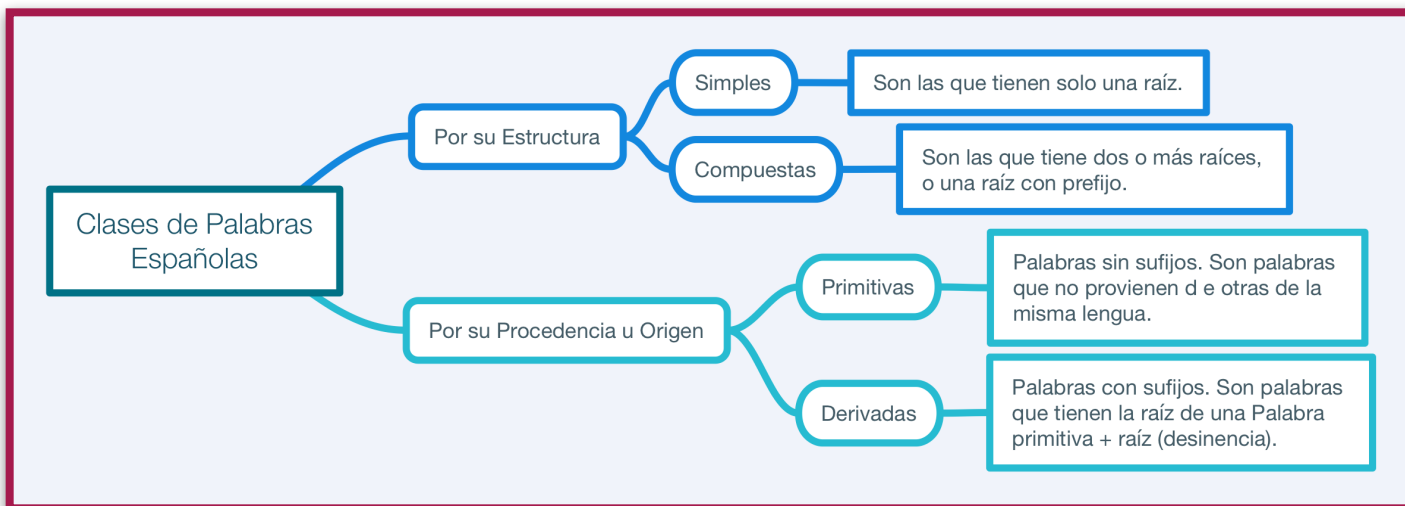 Clases de Palabras
Españolas
Por su Estructura
Simples
Son las que tienen solo una raíz.
Compuestas
Son las que tiene dos o más raíces,
o una raíz con prefijo.
Por su Procedencia u Origen
Primitivas
Palabras sin sufijos. Son palabras
que no provienen d e otras de la
misma lengua.
Derivadas
Palabras con sufijos. Son palabras
que tienen la raíz de una Palabra
primitiva + raíz (desinencia).